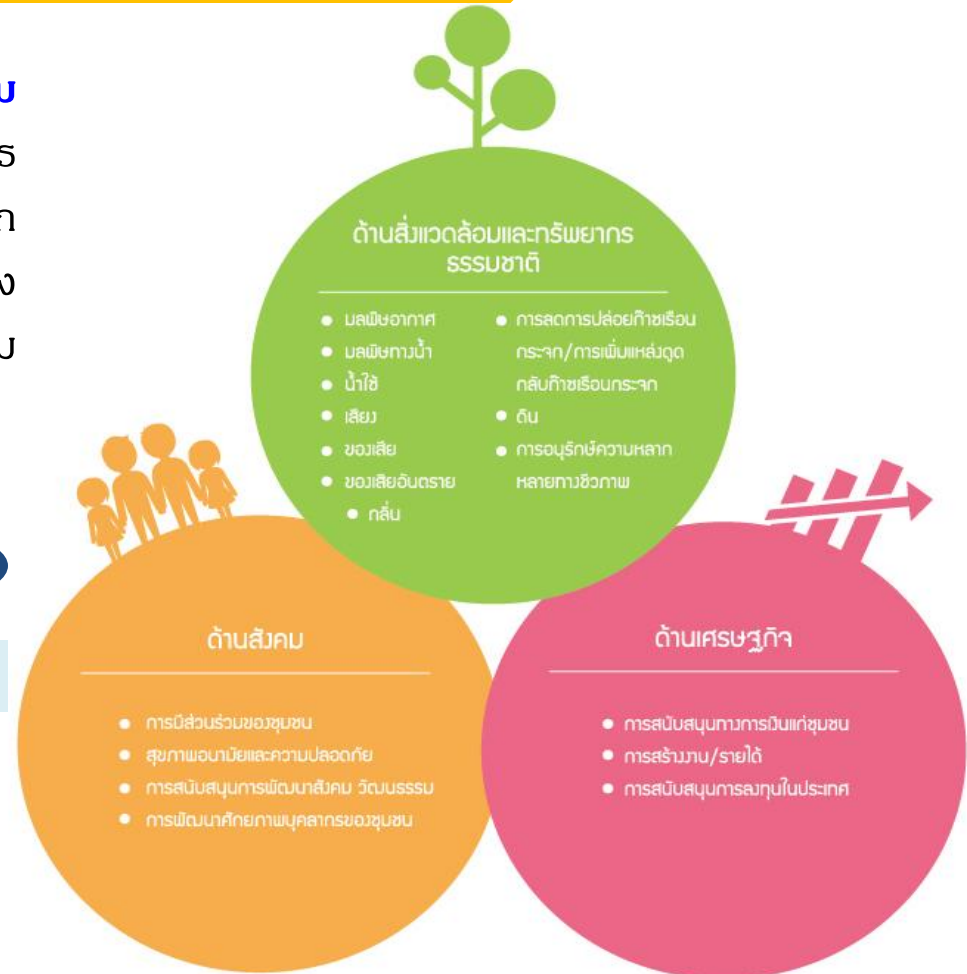 ด้านสิ่งแวดล้อมและทรัพยากร
ธรรมชาติ
● มลพิษอากาศ
● มลพิษทางน้ำ
● น้ำใช้
● เสียง
● ของเสีย
● ของเสียอันตราย
● กลิ่น
● การลดการปล่อยก๊าซเรือน
กระจก/การเพิ่มแหล่งดูด
กลับก๊าซเรือนกระจก
● ดิน
● การอนุรักษ์ความหลาก
หลายทางชีวภาพ
ด้านสังคม
● การมีส่วนร่วมของชุมชน
● สุขภาพอนามัยและความปลอดภัย
● การสนับสนุนการพัฒนาสังคม วัฒนธรรม
● การพัฒนาศักยภาพบุคลากรของชุมชน
ด้านเศรษฐกิจ
● การสนับสนุนทางการเงินแก่ชุมชน
● การสร้างงาน/รายได้
● การสนับสนุนการลงทุนในประเทศ